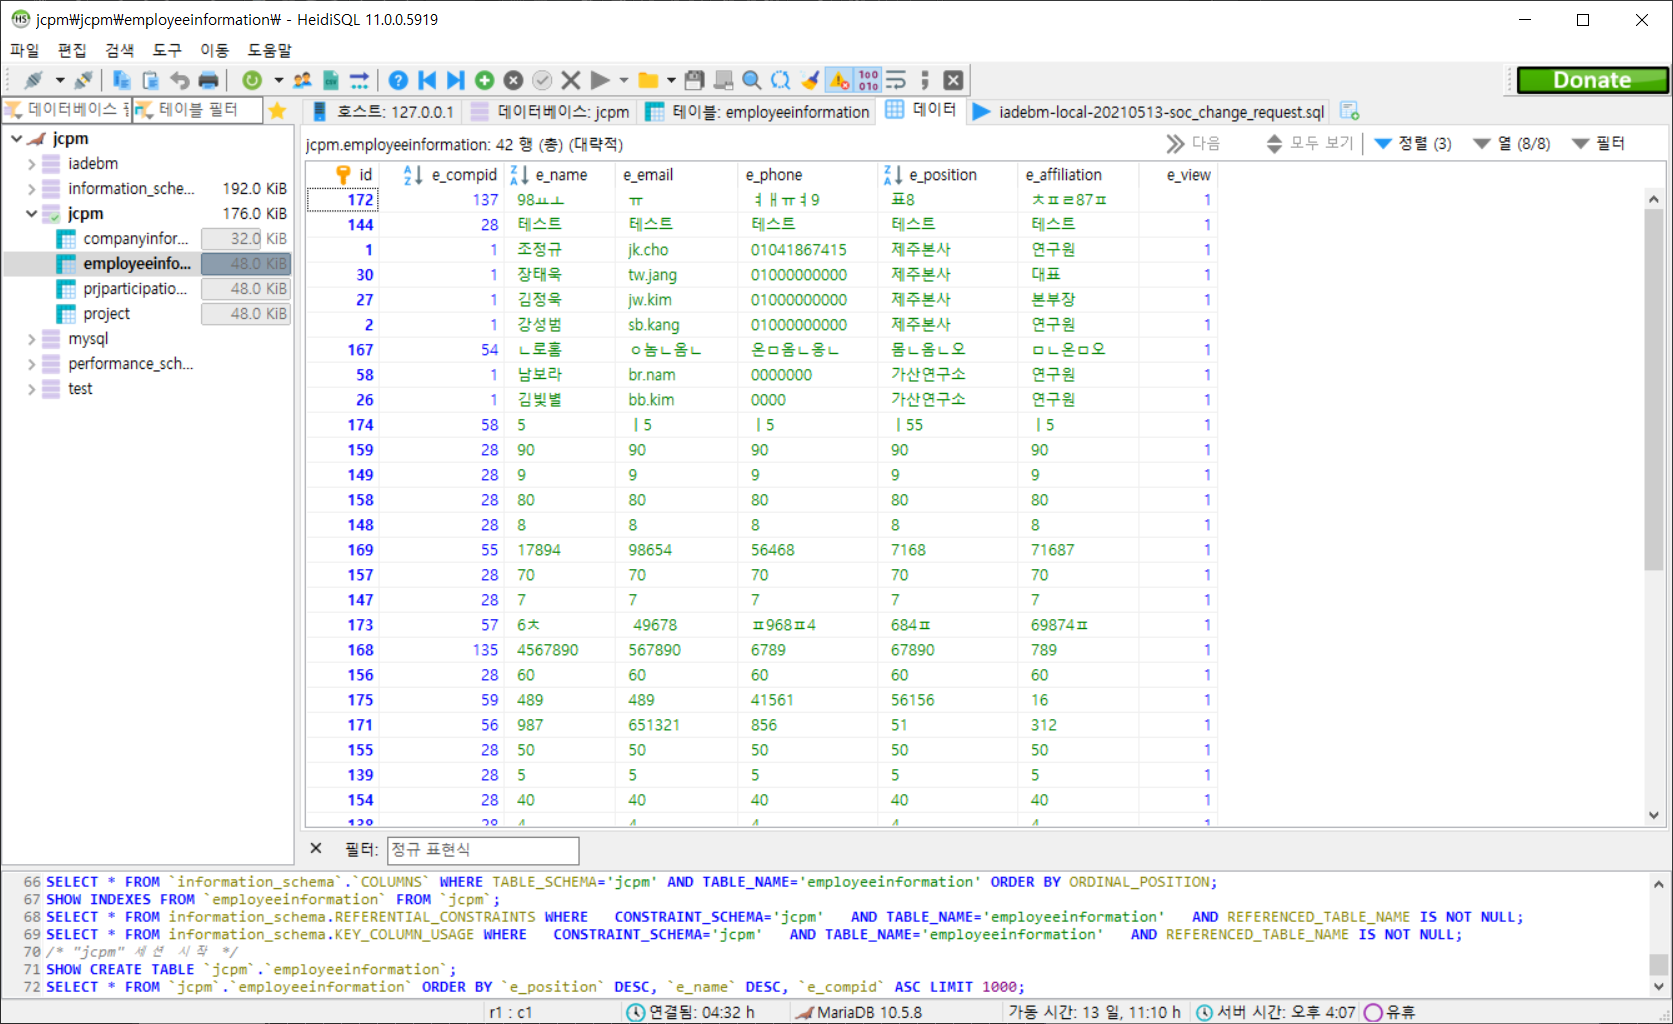 jcpm₩jcpm₩employeeinformation₩ - HeidiSQL 11.0.0.5919
파일 편집 검색 도구 이동 도움말
Donate
데이터베이스 테이블 필터 호스트: 127.0.0.1 데이터베이스: jcpm 테이블: employeeinformation 데이터 iadebm-local-20210513-soc_change_request.sql
jcpm
iadebm
information_sche... 192.0 KiB
jcpm 176.0 KiB
companyinfor... 32.0 KiB
employeeinfo... 48.0 KiB
prjparticipatio... 48.0 KiB
project 48.0 KiB
mysql
performance_sch...
test
jcpm.employeeinformation: 42 행 (총) (대략적) 다음 모두 보기 정렬 (3) 열 (8/8) 필터
id e_compid e_name e_email e_phone e_position e_affiliation e_view
172 137 98ㅛㅗ ㅠ ㅕㅐㅠㅕ9 표8 ㅊㅍㄹ87ㅍ 1
144 28 테스트 테스트 테스트 테스트 테스트 1
1 1 조정규 jk.cho 01041867415 제주본사 연구원 1
30 1 장태욱 tw.jang 01000000000 제주본사 대표 1
27 1 김정욱 jw.kim 01000000000 제주본사 본부장 1
2 1 강성범 sb.kang 01000000000 제주본사 연구원 1
167 54 ㄴ로홈 ㅇ놈ㄴ옴ㄴ 온ㅁ옴ㄴ옹ㄴ 몸ㄴ옴ㄴ오 ㅁㄴ온ㅁ오 1
58 1 남보라 br.nam 0000000 가산연구소 연구원 1
26 1 김빛별 bb.kim 0000 가산연구소 연구원 1
174 58 5 ㅣ5 ㅣ5 ㅣ55 ㅣ5 1
159 28 90 90 90 90 90 1
149 28 9 9 9 9 9 1
158 28 80 80 80 80 80 1
148 28 8 8 8 8 8 1
169 55 17894 98654 56468 7168 71687 1
157 28 70 70 70 70 70 1
147 28 7 7 7 7 7 1
173 57 6ㅊ 49678 ㅍ968ㅍ4 684ㅍ 69874ㅍ 1
168 135 4567890 567890 6789 67890 789 1
156 28 60 60 60 60 60 1
175 59 489 489 41561 56156 16 1
171 56 987 651321 856 51 312 1
155 28 50 50 50 50 50 1
139 28 5 5 5 5 5 1
154 28 40 40 40 40 40 1
138 28 4 4 4 4 4 1
필터: 정규 표현식
66 SELECT * FROM `information_schema`.`COLUMNS` WHERE TABLE_SCHEMA='jcpm' AND TABLE_NAME='employeeinformation' ORDER BY ORDINAL_POSITION;
67 SHOW INDEXES FROM `employeeinformation` FROM `jcpm`;
68 SELECT * FROM information_schema.REFERENTIAL_CONSTRAINTS WHERE CONSTRAINT_SCHEMA='jcpm' AND TABLE_NAME='employeeinformation' AND REFERENCED_TABLE_NAME IS NOT NULL;
69 SELECT * FROM information_schema.KEY_COLUMN_USAGE WHERE CONSTRAINT_SCHEMA='jcpm' AND TABLE_NAME='employeeinformation' AND REFERENCED_TABLE_NAME IS NOT NULL;
70 /* "jcpm" 세션 시작 */
71 SHOW CREATE TABLE `jcpm`.`employeeinformation`;
72 SELECT * FROM `jcpm`.`employeeinformation` ORDER BY `e_position` DESC, `e_name` DESC, `e_compid` ASC LIMIT 1000;
r1 : c1 연결됨: 04:32 h MariaDB 10.5.8 가동 시간: 13 일, 11:10 h 서버 시간: 오후 4:07 유휴